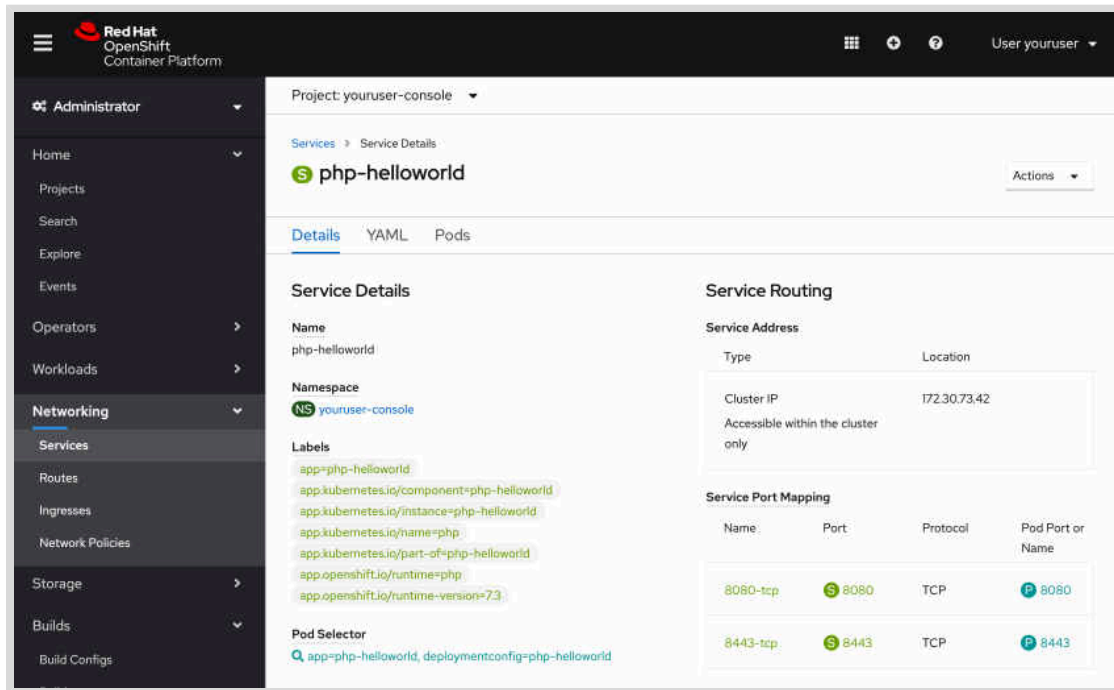 Red Hat
OpenShift
Container Platform
User youruser
Administrator
Home
Projects
Search
Explore
Events
Operators
Workloads
Networking
Services
Routes
Ingresses
Network Policies
Storage
Builds
Build Configs
Project: youruser-console
Services > Service Details
S php-helloworld
Actions
Details YAML Pods
Service Details
Name
php-helloworld
Namespace
NS youruser-console
Labels
app=php-helloworld
app.kubernetes.io/component=php-helloworld
app.kubernetes.io/instance=php-helloworld
app.kubernetes.io/name=php
app.kubernetes.io/part-of=php-helloworld
app.openshift.io/runtime=php
app.openshift.io/runtime-version=7.3
Pod Selector
app=php-helloworld, deploymentconfig=php-helloworld
Service Routing
Service Address
Type Location
Cluster IP 172.30.73.42
Accessible within the cluster
only
Service Port Mapping
Name Port Protocol Pod Port or
Name
8080-tcp S 8080 TCP P 8080
8443-tcp S 8443 TCP P 8443